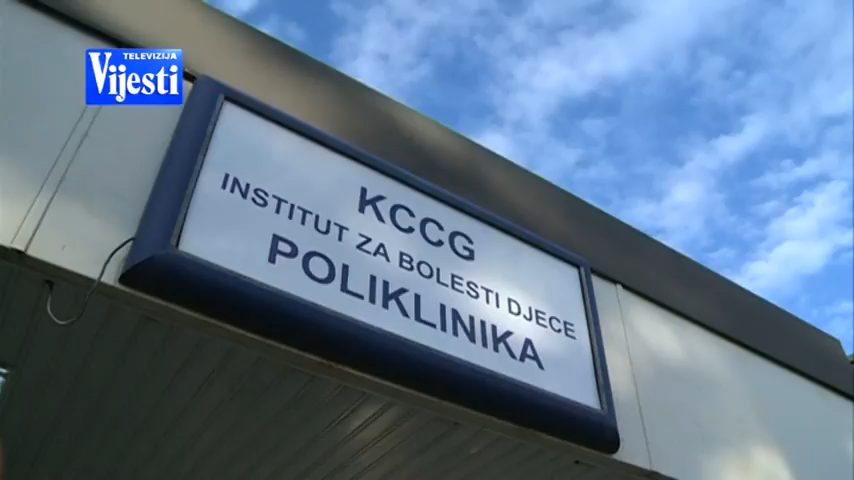 TELEVIZIJA
Vijesti
KCCG
INSTITUT ZA BOLESTI DJECE
POLIKLINIKA